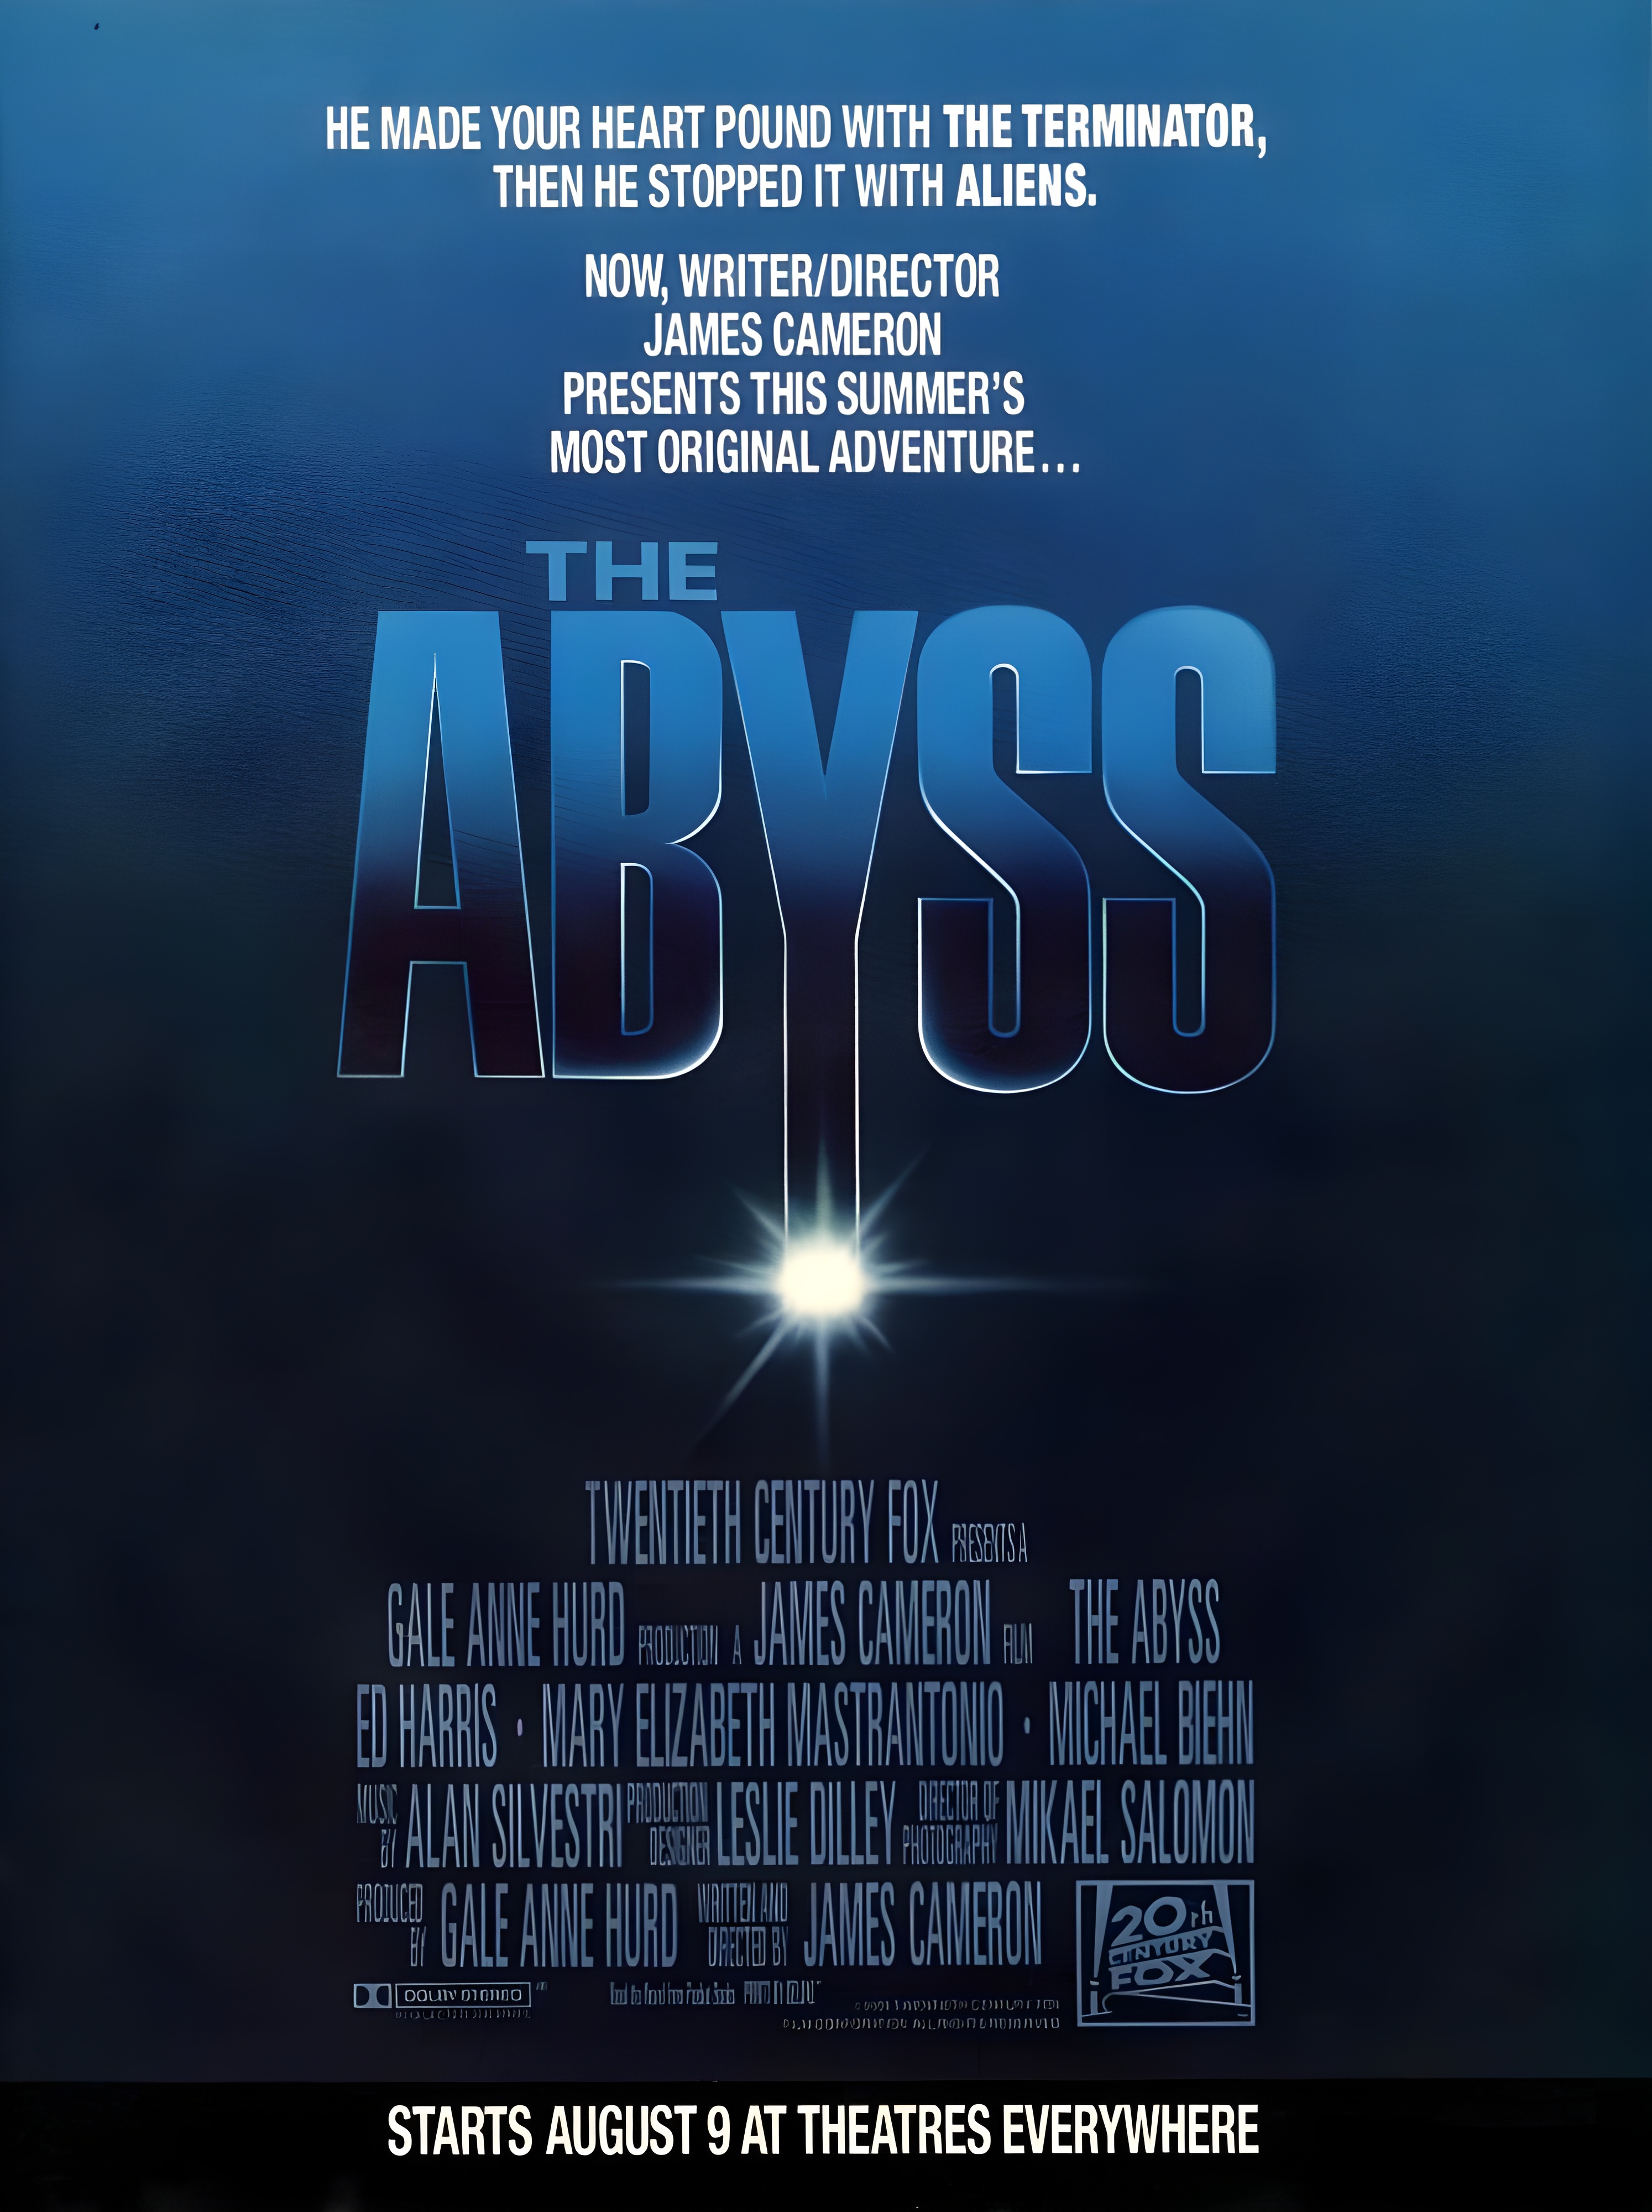 HE MADE YOUR HEART POUND WITH THE TERMINATOR,
THEN HE STOPPED IT WITH ALIENS.
NOW, WRITER/DIRECTOR
JAMES CAMERON
PRESENTS THIS SUMMER'S
MOST ORIGINAL ADVENTURE...
THE
ABYSS
TWENTIETH CENTURY FOX PRESENTS A
GALE ANNE HURD PRODUCTION A JAMES CAMERON FILM THE ABYSS
ED HARRIS • MARY ELIZABETH MASTRANTONIO • MICHAEL BIEHN
MUSIC BY ALAN SILVESTRI PRODUCTION DESIGNER LESLIE DILLEY DIRECTOR OF PHOTOGRAPHY MIKAEL SALOMON
PRODUCED BY GALE ANNE HURD WRITTEN AND DIRECTED BY JAMES CAMERON
20th
CENTURY
FOX
STARTS AUGUST 9 AT THEATRES EVERYWHERE